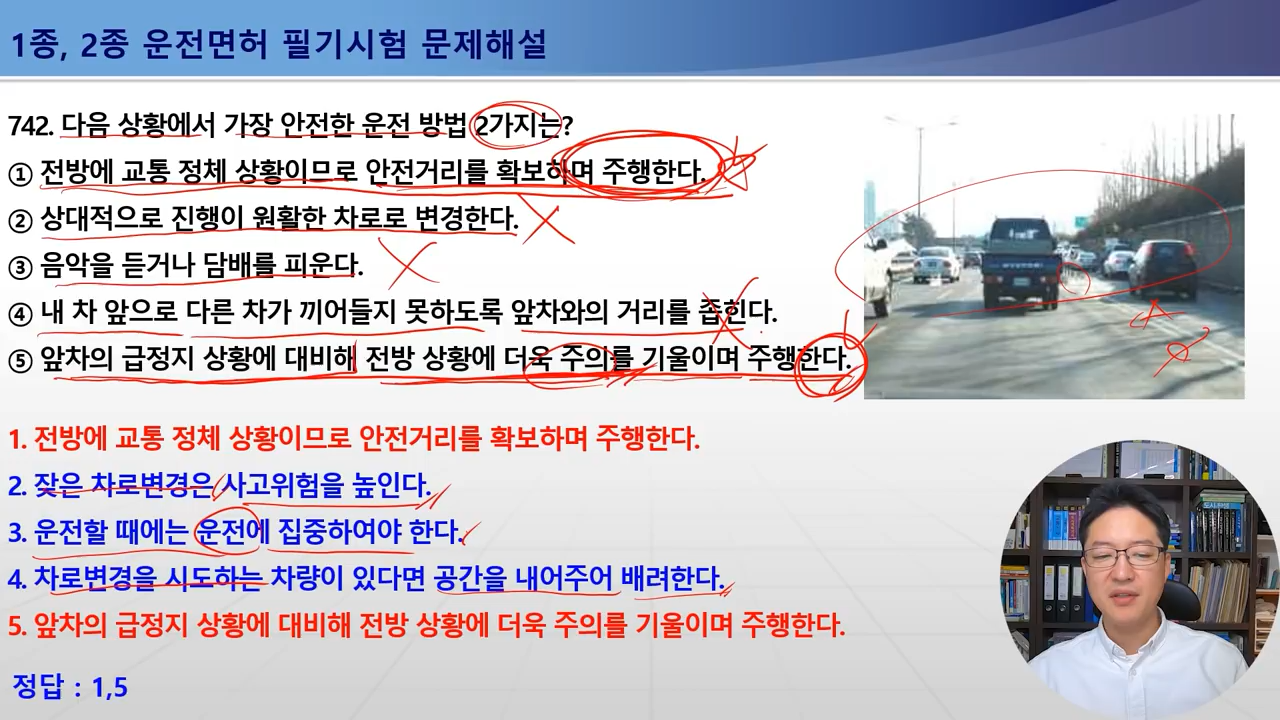 1종, 2종 운전면허 필기시험 문제해설
742. 다음 상황에서 가장 안전한 운전 방법 2가지는?
① 전방에 교통 정체 상황이므로 안전거리를 확보하며 주행한다.
② 상대적으로 진행이 원활한 차로로 변경한다.
③ 음악을 듣거나 담배를 피운다.
④ 내 차 앞으로 다른 차가 끼어들지 못하도록 앞차와의 거리를 좁힌다.
⑤ 앞차의 급정지 상황에 대비해 전방 상황에 더욱 주의를 기울이며 주행한다.
1. 전방에 교통 정체 상황이므로 안전거리를 확보하며 주행한다.
2. 잦은 차로변경은 사고위험을 높인다.
3. 운전할 때에는 운전에 집중하여야 한다.
4. 차로변경을 시도하는 차량이 있다면 공간을 내어주어 배려한다.
5. 앞차의 급정지 상황에 대비해 전방 상황에 더욱 주의를 기울이며 주행한다.
정답 : 1,5